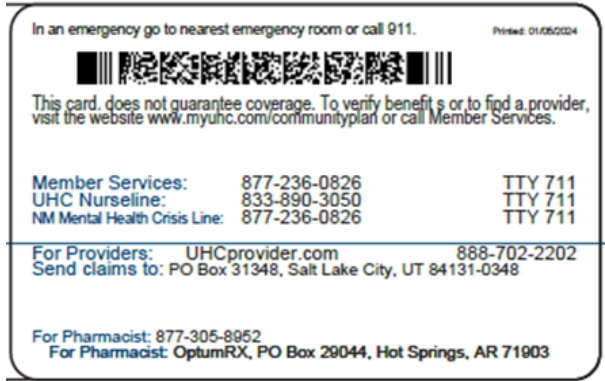 In an emergency go to nearest emergency room or call 911. Printed: 01/05/2024
This card. does not guarantee coverage. To verify benefit s or to find a.provider,
visit the website www.myuhc.com/communityplan or call Member Services.
Member Services: 877-236-0826 TTY 711
UHC Nurseline: 833-890-3050 TTY 711
NM Mental Health Crisis Line: 877-236-0826 TTY 711
For Providers: UHCprovider.com 888-702-2202
Send claims to: PO Box 31348, Salt Lake City, UT 84131-0348
For Pharmacist: 877-305-8952
For Pharmacist: OptumRX, PO Box 29044, Hot Springs, AR 71903